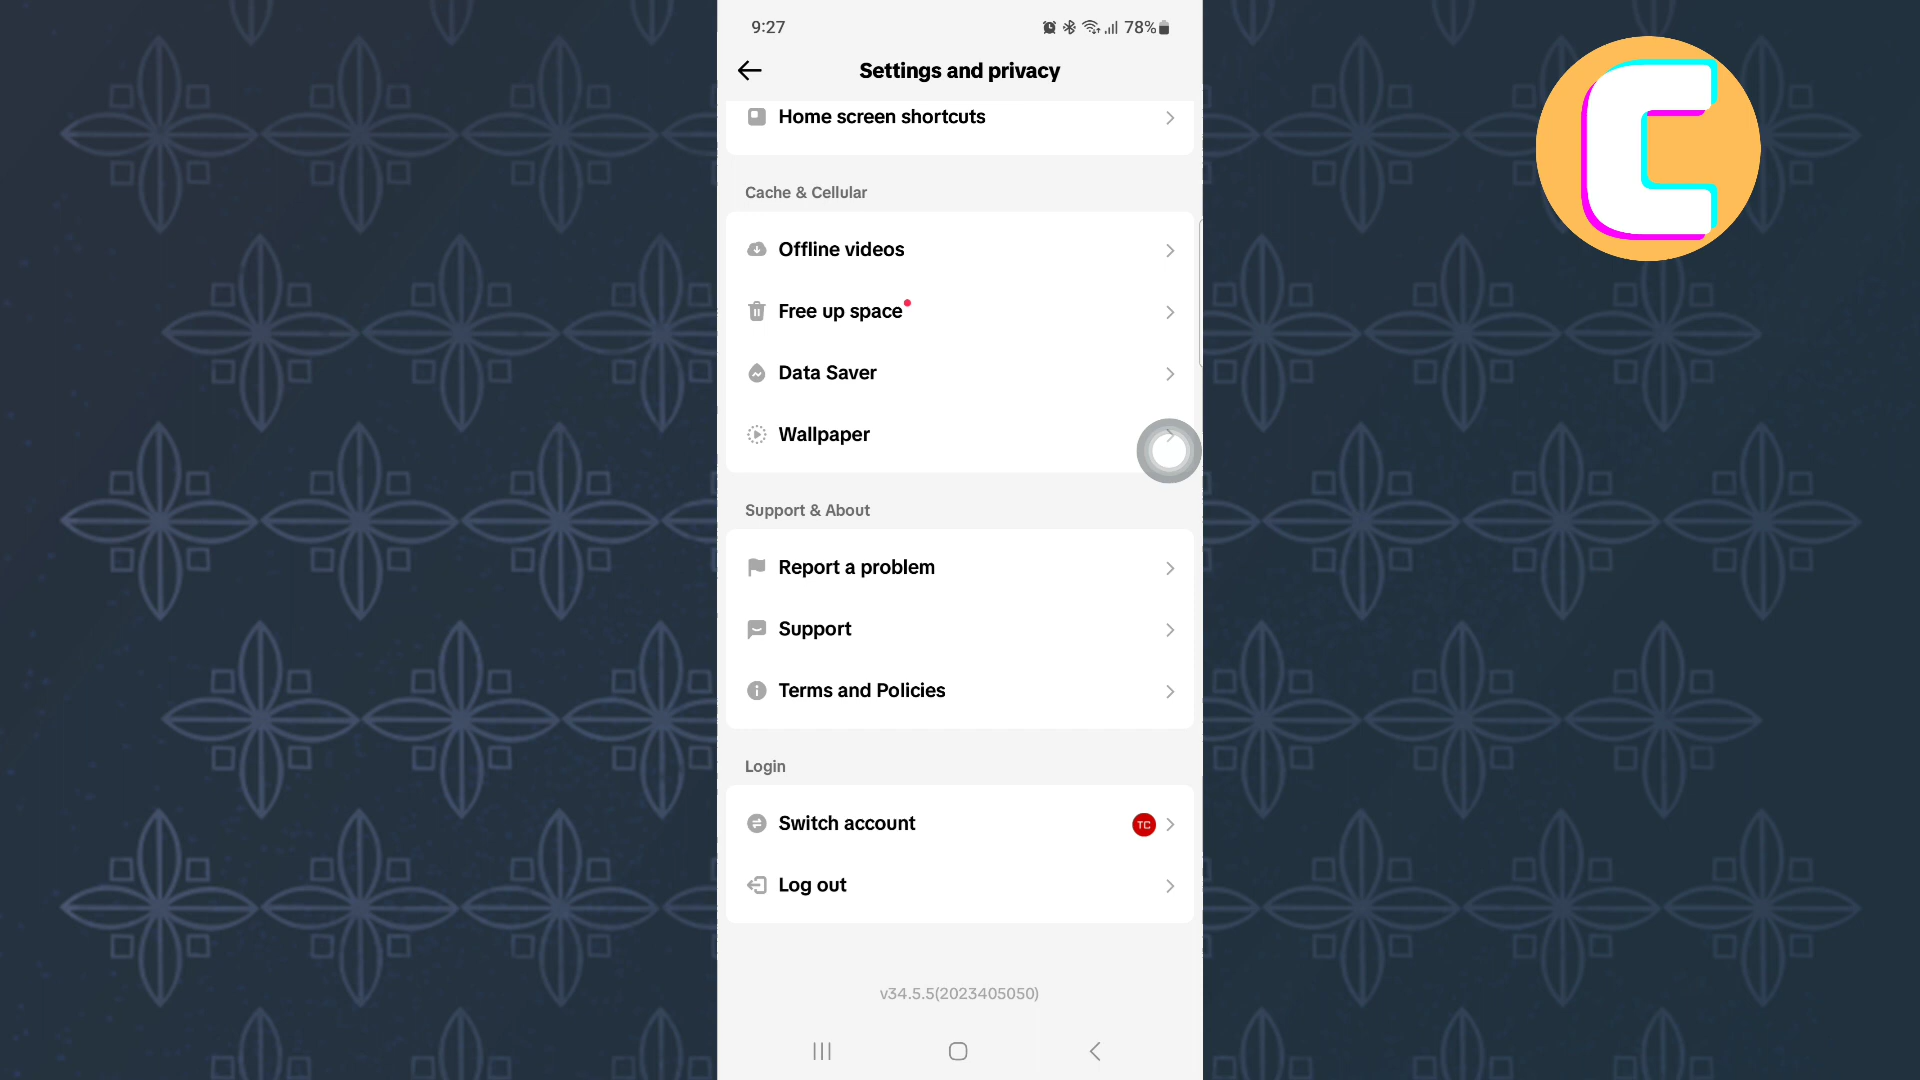 9:27
78%
Settings and privacy
Home screen shortcuts
Cache & Cellular
Offline videos
Free up space
Data Saver
Wallpaper
Support & About
Report a problem
Support
Terms and Policies
Login
Switch account
TC
Log out
v34.5.5(2023405050)
C